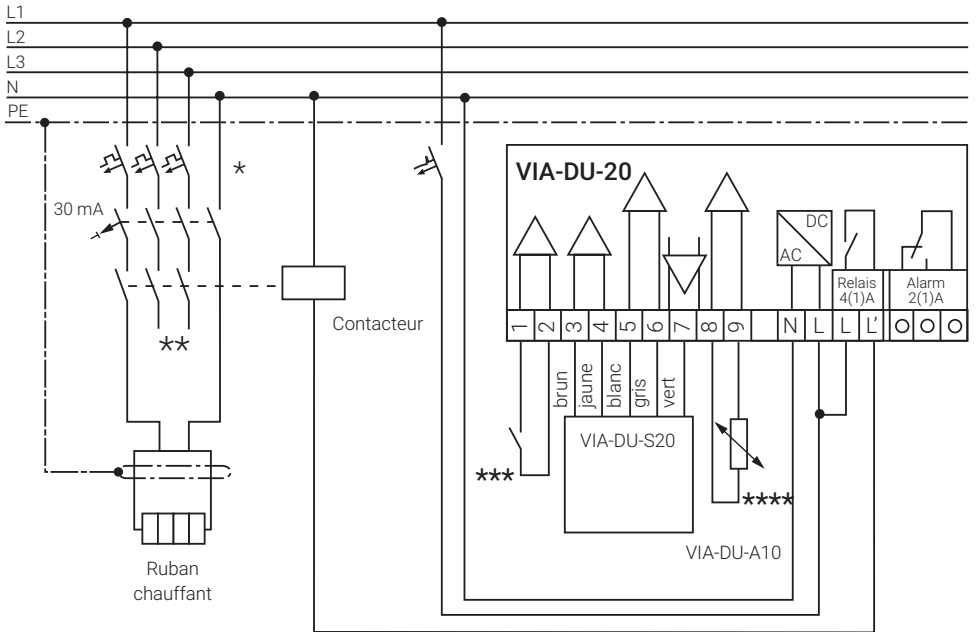 L1
L2
L3
N
PE
*
30 mA
**
Contacteur
Ruban
chauffant
VIA-DU-20
DC
AC
Relais
4(1)A
Alarm
2(1)A
1 2 3 4 5 6 7 8 9 N L L L'
brun
jaune
blanc
gris
vert
VIA-DU-S20
***
****
VIA-DU-A10